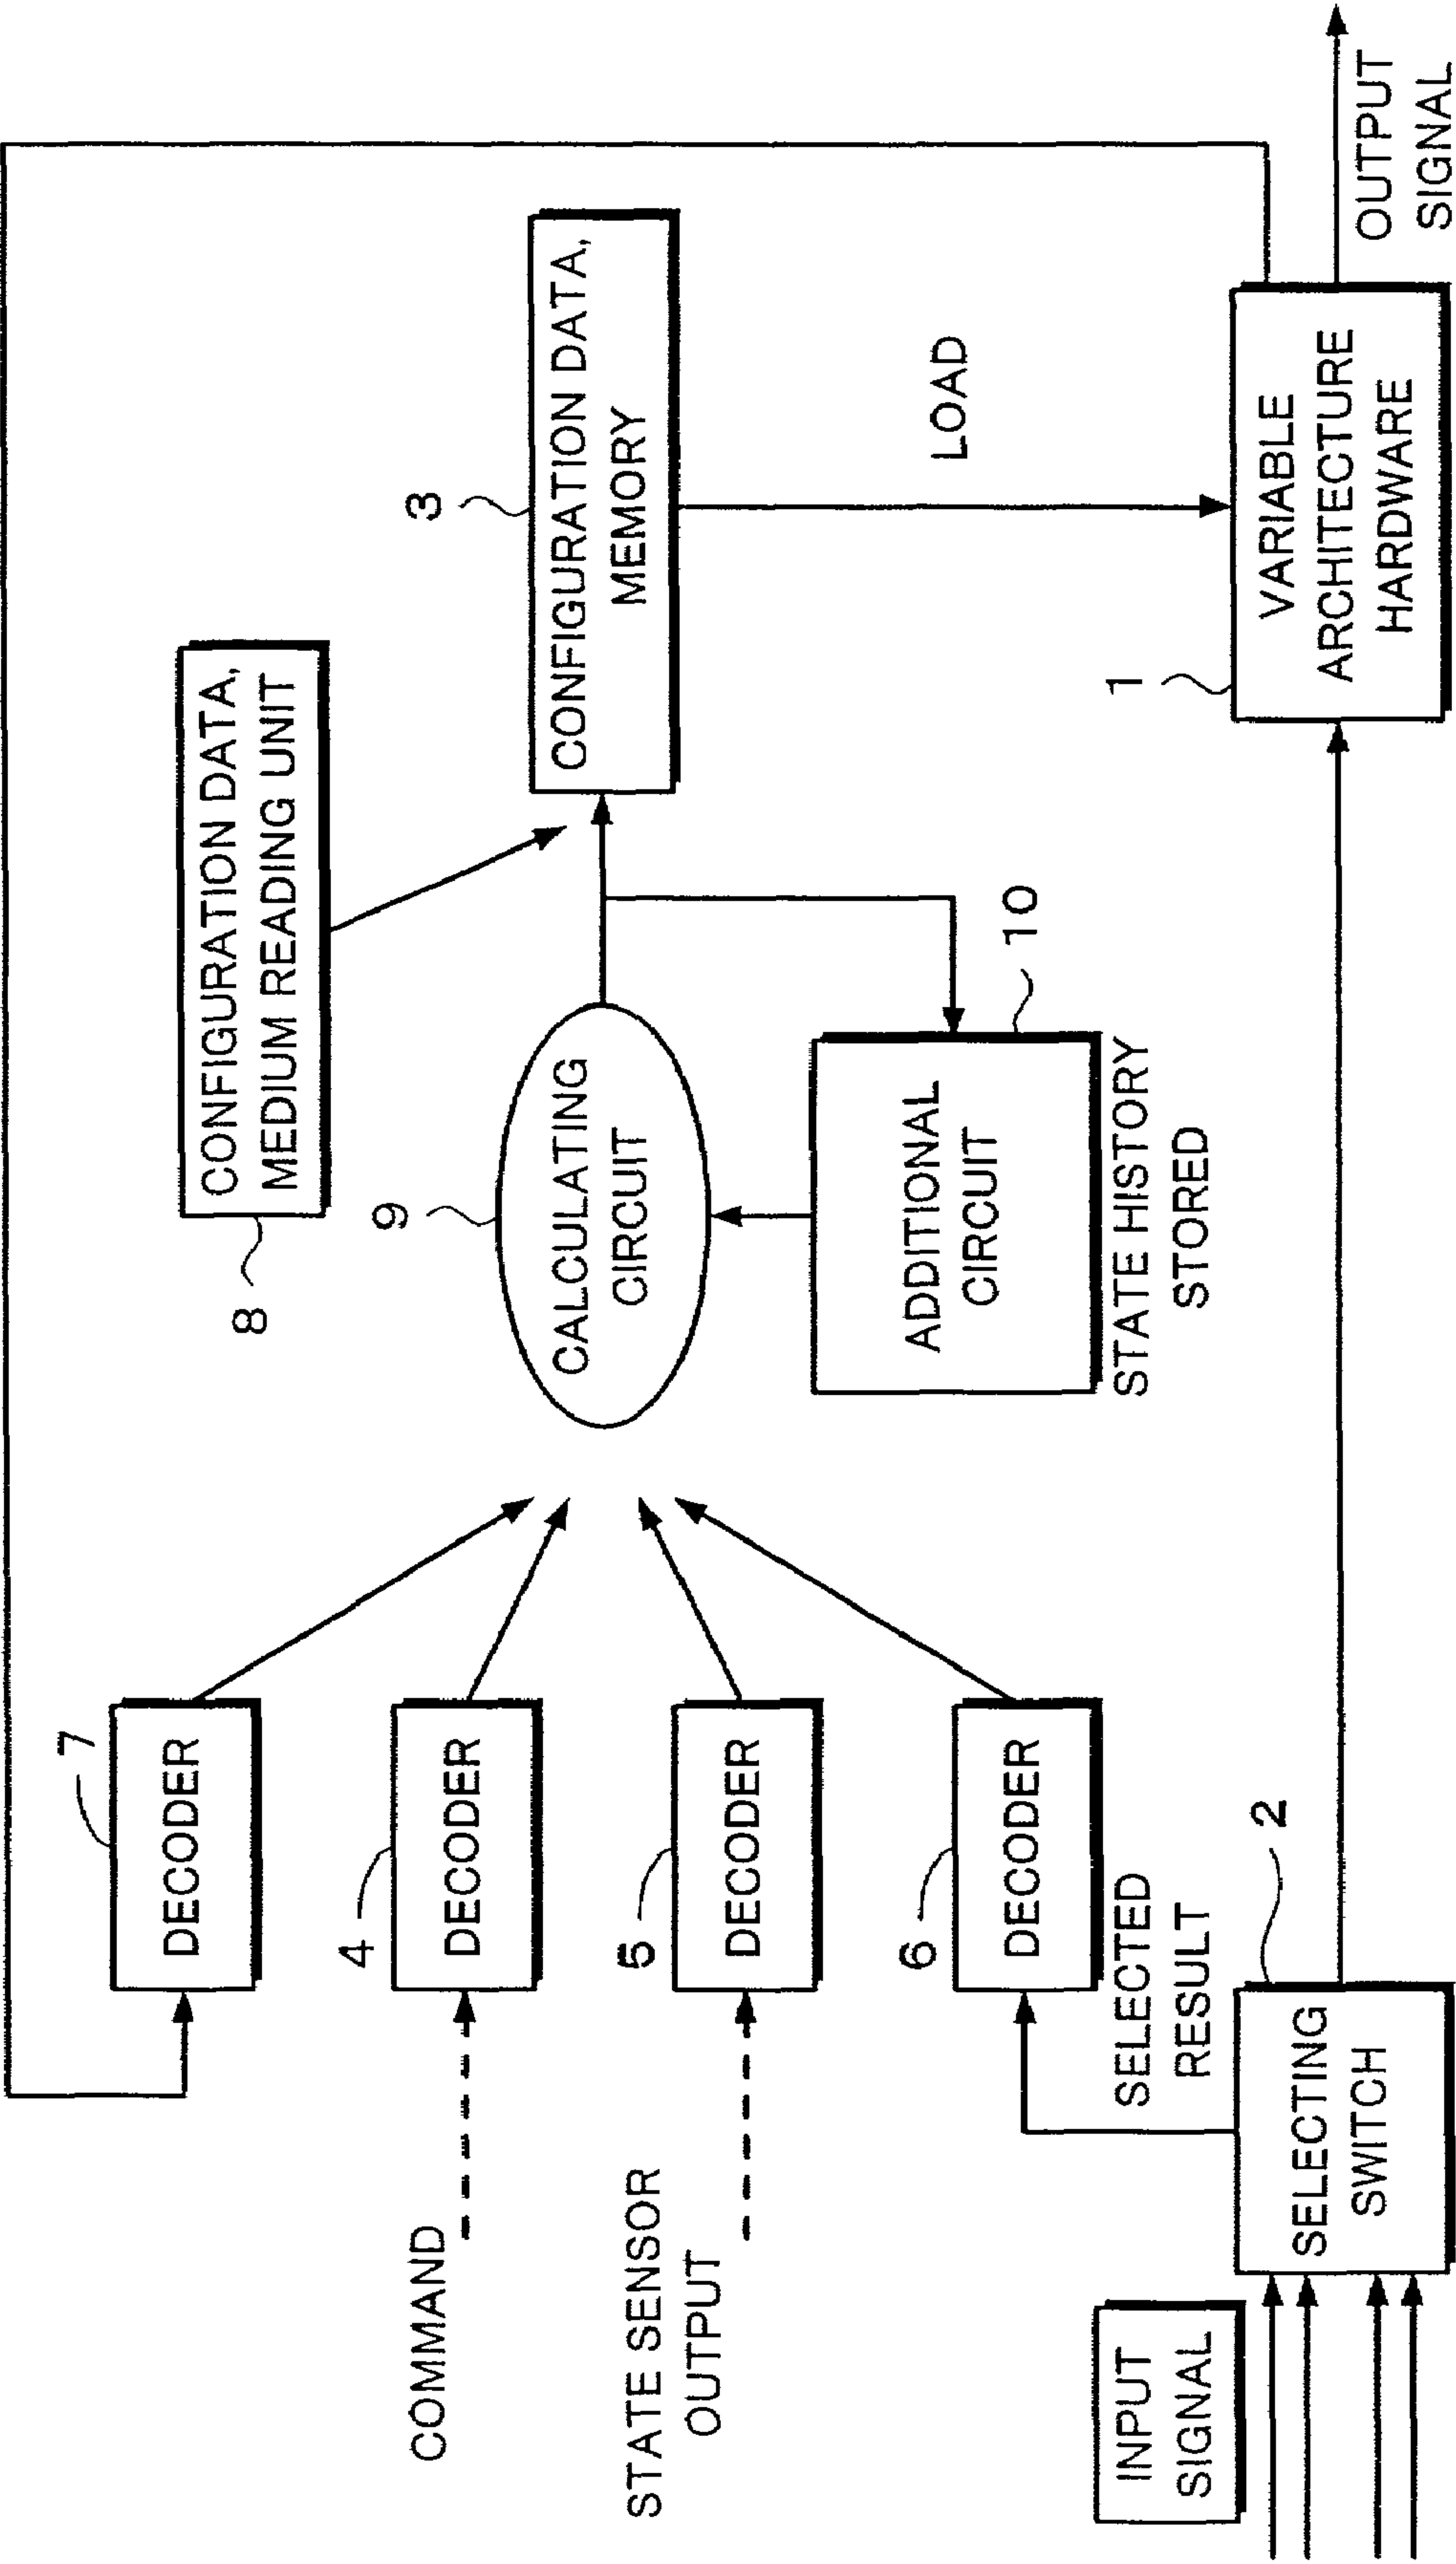 7
DECODER
8
CONFIGURATION DATA,
MEDIUM READING UNIT
COMMAND
4
DECODER
9
CALCULATING
CIRCUIT
3
CONFIGURATION DATA,
MEMORY
STATE SENSOR
OUTPUT
5
DECODER
6
DECODER
ADDITIONAL
CIRCUIT
10
STATE HISTORY
STORED
LOAD
INPUT
SIGNAL
SELECTED
RESULT
2
SELECTING
SWITCH
1
VARIABLE
ARCHITECTURE
HARDWARE
OUTPUT
SIGNAL